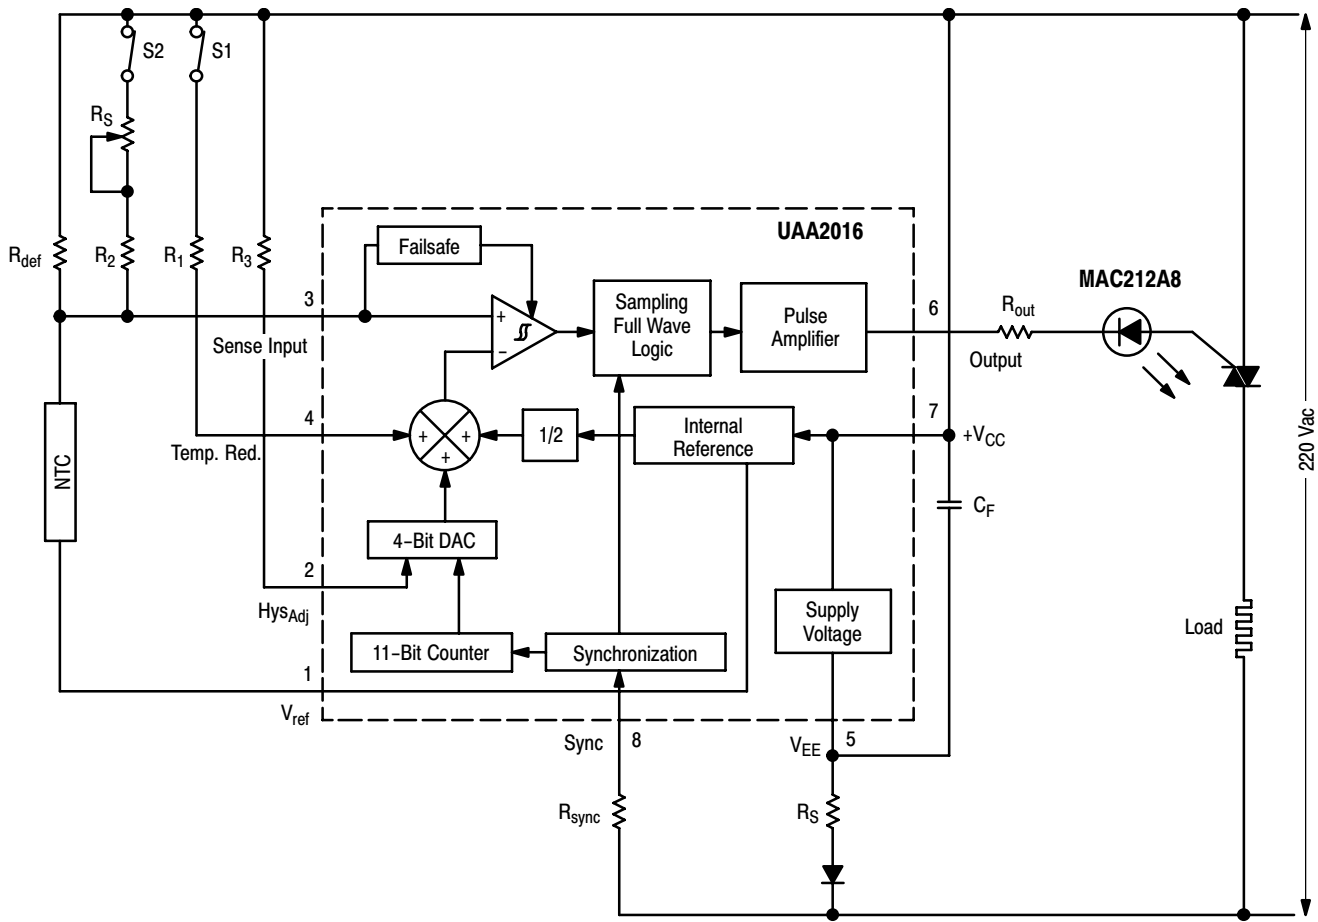 S2
S1
RS
Rdef
R2
R1
R3
UAA2016
Failsafe
MAC212A8
3
Sense Input
+
−
Sampling
Full Wave
Logic
Pulse
Amplifier
6
Output
Rout
4
Temp. Red.
+
+
+
1/2
Internal
Reference
7
+VCC
220 Vac
NTC
CF
4−Bit DAC
2
HysAdj
Supply
Voltage
Load
11−Bit Counter
Synchronization
1
Vref
Sync
8
VEE
5
Rsync
RS